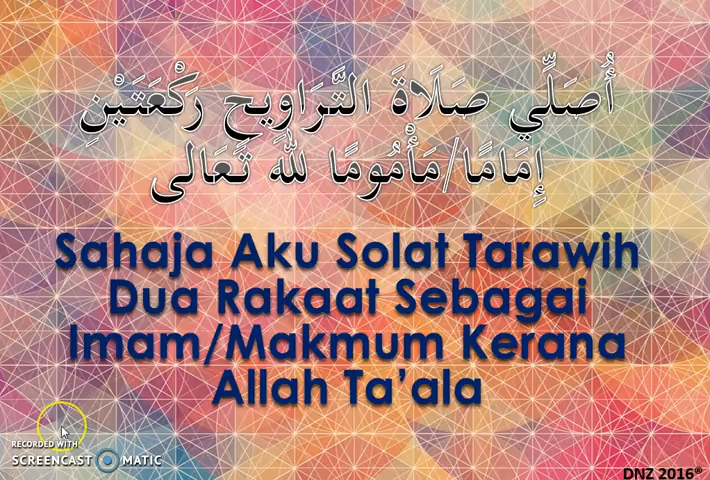 أُصَلِّي صَلَاةَ التَّرَاوِيحِ رَكْعَتَيْنِ
إِمَامًا/مَأْمُومًا لِلَّهِ تَعَالَى
Sahaja Aku Solat Tarawih
Dua Rakaat Sebagai
Imam/Makmum Kerana
Allah Ta’ala
RECORDED WITH
SCREENCAST MATIC
DNZ 2016®